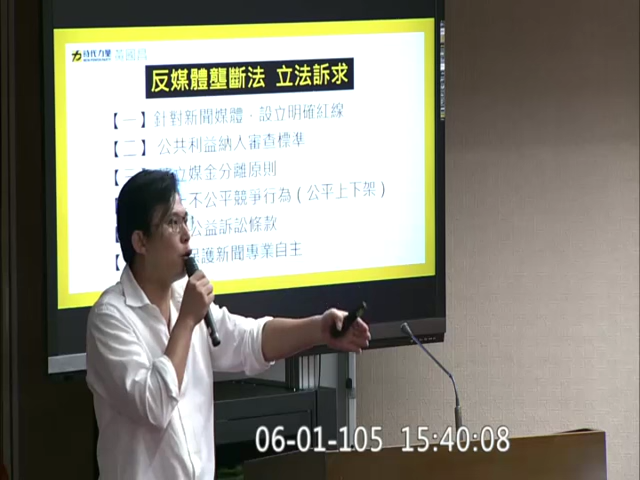 時代力量 黃國昌
反媒體壟斷法 立法訴求
【一】針對新聞媒體，設立明確紅線
【二】公共利益納入審查標準
立媒金分離原則
不公平競爭行為（公平上下架）
公益訴訟條款
保護新聞專業自主
06-01-105 15:40:08